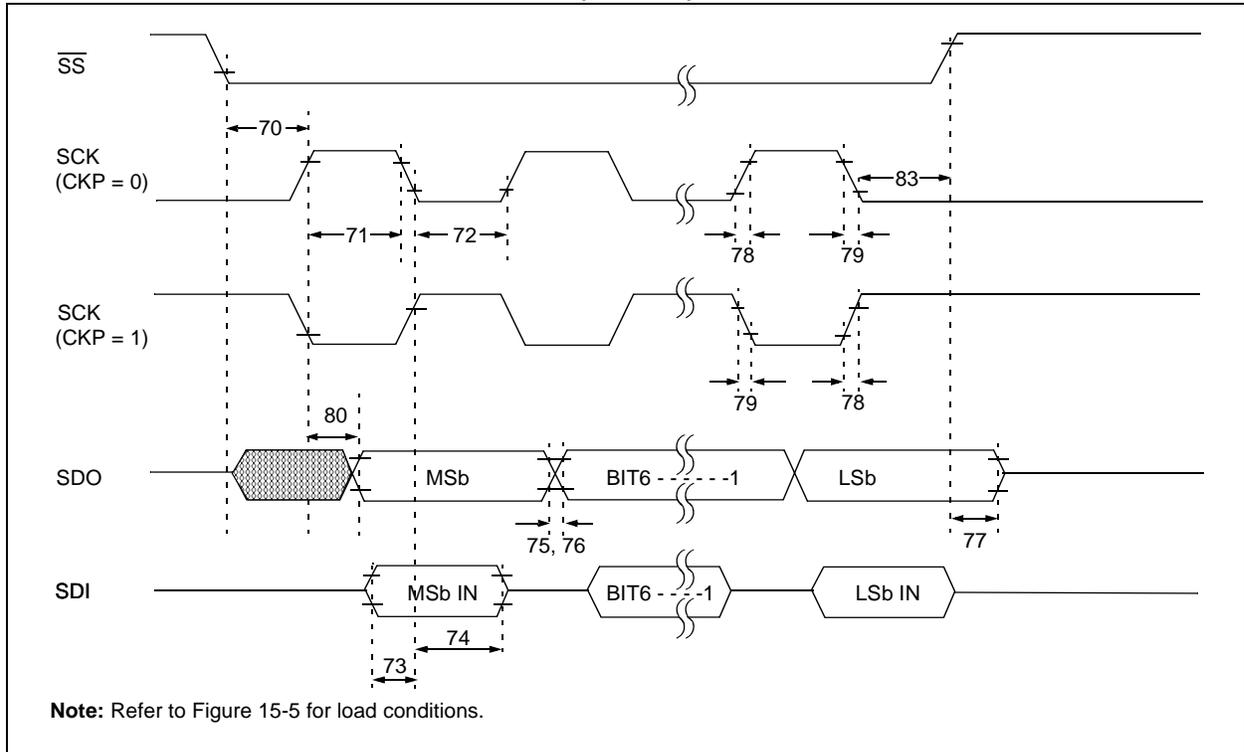 SS
70
SCK
(CKP = 0)
83
71
72
78
79
SCK
(CKP = 1)
79
78
80
SDO
MSb
BIT6 - - - - - -1
LSb
75, 76
77
SDI
MSb IN
BIT6 - - - -1
LSb IN
74
73
Note: Refer to Figure 15-5 for load conditions.